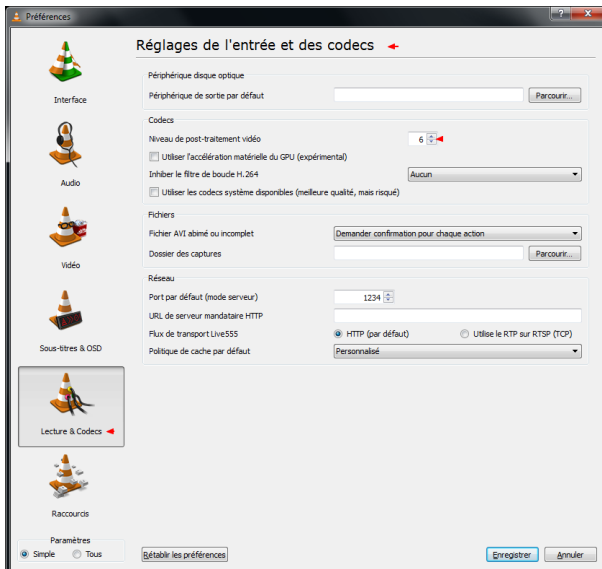 Préférences
Réglages de l'entrée et des codecs
Interface
Audio
Vidéo
Sous-titres & OSD
Lecture & Codecs
Raccourcis
Paramètres
Simple Tous
Périphérique disque optique
Périphérique de sortie par défaut Parcourir...
Codecs
Niveau de post-traitement vidéo 6
Utiliser l'accélération matérielle du GPU (expérimental)
Inhiber le filtre de boucle H.264 Aucun
Utiliser les codecs système disponibles (meilleure qualité, mais risqué)
Fichiers
Fichier AVI abimé ou incomplet Demander confirmation pour chaque action
Dossier des captures Parcourir...
Réseau
Port par défaut (mode serveur) 1234
URL de serveur mandataire HTTP
Flux de transport Live555 HTTP (par défaut) Utilise le RTP sur RTSP (TCP)
Politique de cache par défaut Personnalisé
Rétablir les préférences Enregistrer Annuler